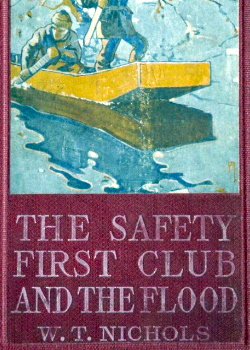 THE SAFETY
FIRST CLUB
AND THE FLOOD
W. T. NICHOLS